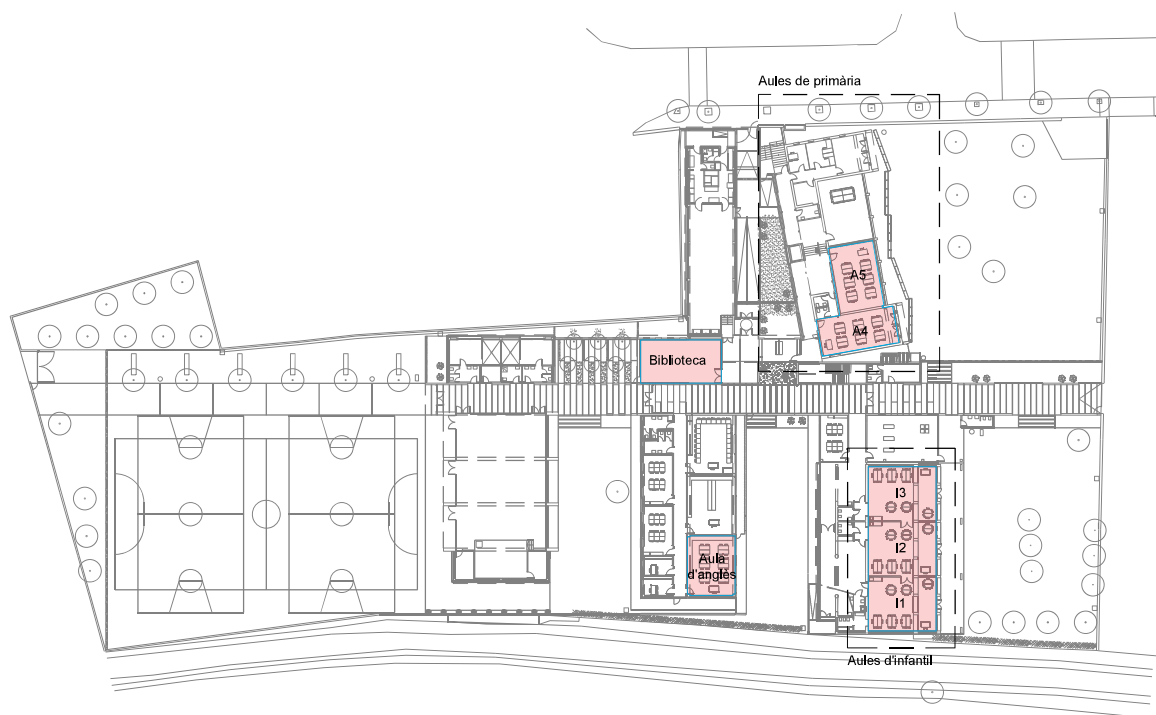 Aules de primària
A5
A4
Biblioteca
I3
I2
Aula
d'anglès
I1
Aules d'infantil